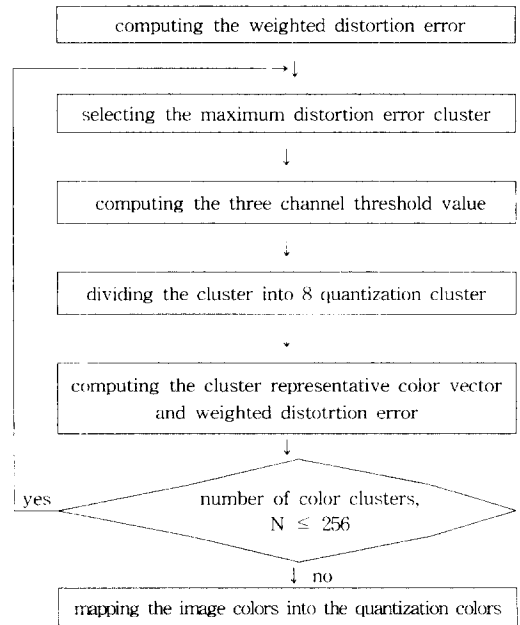 computing the weighted distortion error
selecting the maximum distortion error cluster
computing the three channel threshold value
dividing the cluster into 8 quantization cluster
computing the cluster representative color vector
and weighted distotrtion error
yes
number of color clusters,
N ≤ 256
no
mapping the image colors into the quantization colors